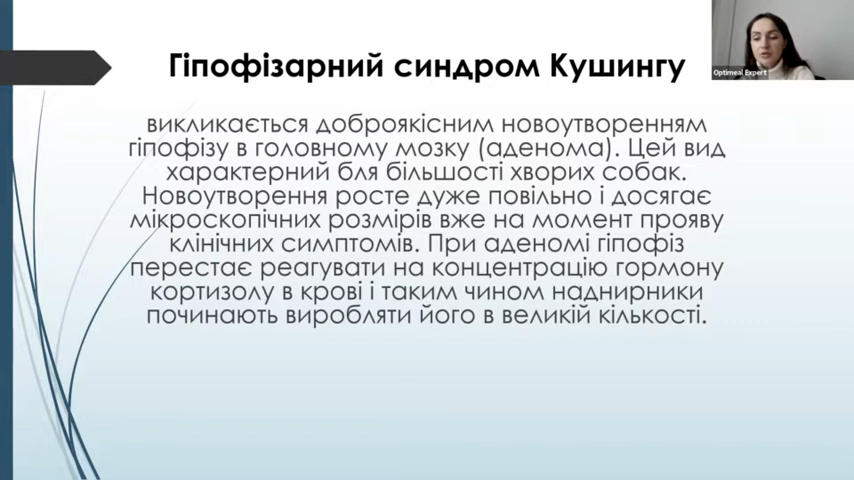 Гіпофізарний синдром Кушингу
Optimeal Expert
викликається доброякісним новоутворенням
гіпофізу в головному мозку (аденома). Цей вид
характерний бля більшості хворих собак.
Новоутворення росте дуже повільно і досягає
мікроскопічних розмірів вже на момент прояву
клінічних симптомів. При аденомі гіпофіз
перестає реагувати на концентрацію гормону
кортизолу в крові і таким чином наднирники
починають виробляти його в великій кількості.